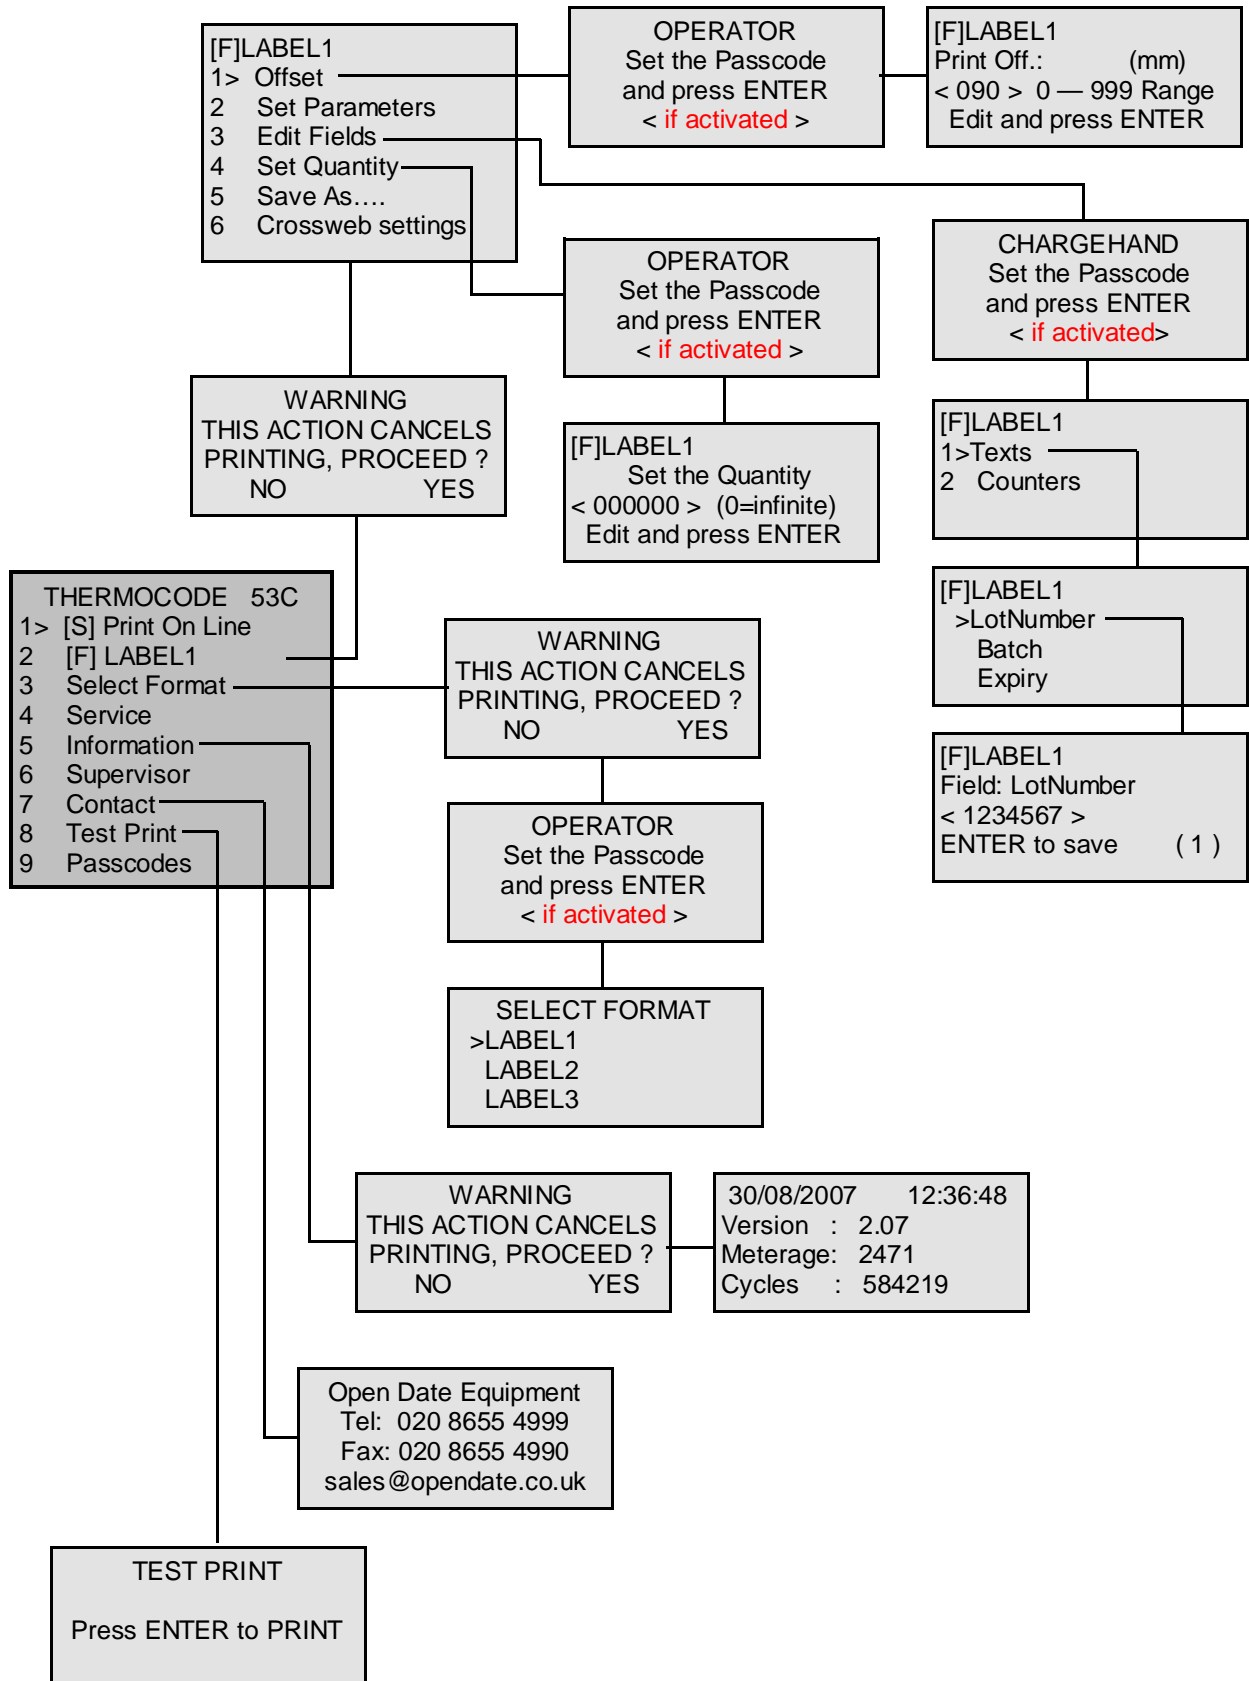 [F]LABEL1
1> Offset
2 Set Parameters
3 Edit Fields
4 Set Quantity
5 Save As....
6 Crossweb settings
OPERATOR
Set the Passcode
and press ENTER
< if activated >
[F]LABEL1
Print Off.: (mm)
< 090 > 0 — 999 Range
Edit and press ENTER
OPERATOR
Set the Passcode
and press ENTER
< if activated >
CHARGEHAND
Set the Passcode
and press ENTER
< if activated>
WARNING
THIS ACTION CANCELS
PRINTING, PROCEED ?
NO YES
[F]LABEL1
Set the Quantity
< 000000 > (0=infinite)
Edit and press ENTER
[F]LABEL1
1>Texts
2 Counters
[F]LABEL1
>LotNumber
Batch
Expiry
[F]LABEL1
Field: LotNumber
< 1234567 >
ENTER to save ( 1 )
THERMOCODE 53C
1> [S] Print On Line
2 [F] LABEL1
3 Select Format
4 Service
5 Information
6 Supervisor
7 Contact
8 Test Print
9 Passcodes
WARNING
THIS ACTION CANCELS
PRINTING, PROCEED ?
NO YES
OPERATOR
Set the Passcode
and press ENTER
< if activated >
SELECT FORMAT
>LABEL1
LABEL2
LABEL3
WARNING
THIS ACTION CANCELS
PRINTING, PROCEED ?
NO YES
30/08/2007 12:36:48
Version : 2.07
Meterage: 2471
Cycles : 584219
Open Date Equipment
Tel: 020 8655 4999
Fax: 020 8655 4990
sales@opendate.co.uk
TEST PRINT
Press ENTER to PRINT